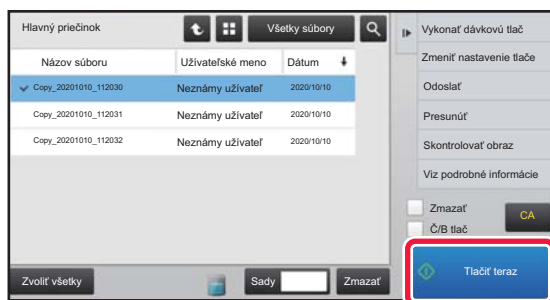 Hlavný priečinok
Všetky súbory
Názov súboru Užívateľské meno Dátum
Copy_20201010_112030 Neznámy užívateľ 2020/10/10
Copy_20201010_112031 Neznámy užívateľ 2020/10/10
Copy_20201010_112032 Neznámy užívateľ 2020/10/10
Zvoliť všetky
Sady
Zmazať
Vykonať dávkovú tlač
Zmeniť nastavenie tlače
Odoslať
Presunúť
Skontrolovať obraz
Viz podrobné informácie
Zmazať
Č/B tlač
CA
Tlačiť teraz